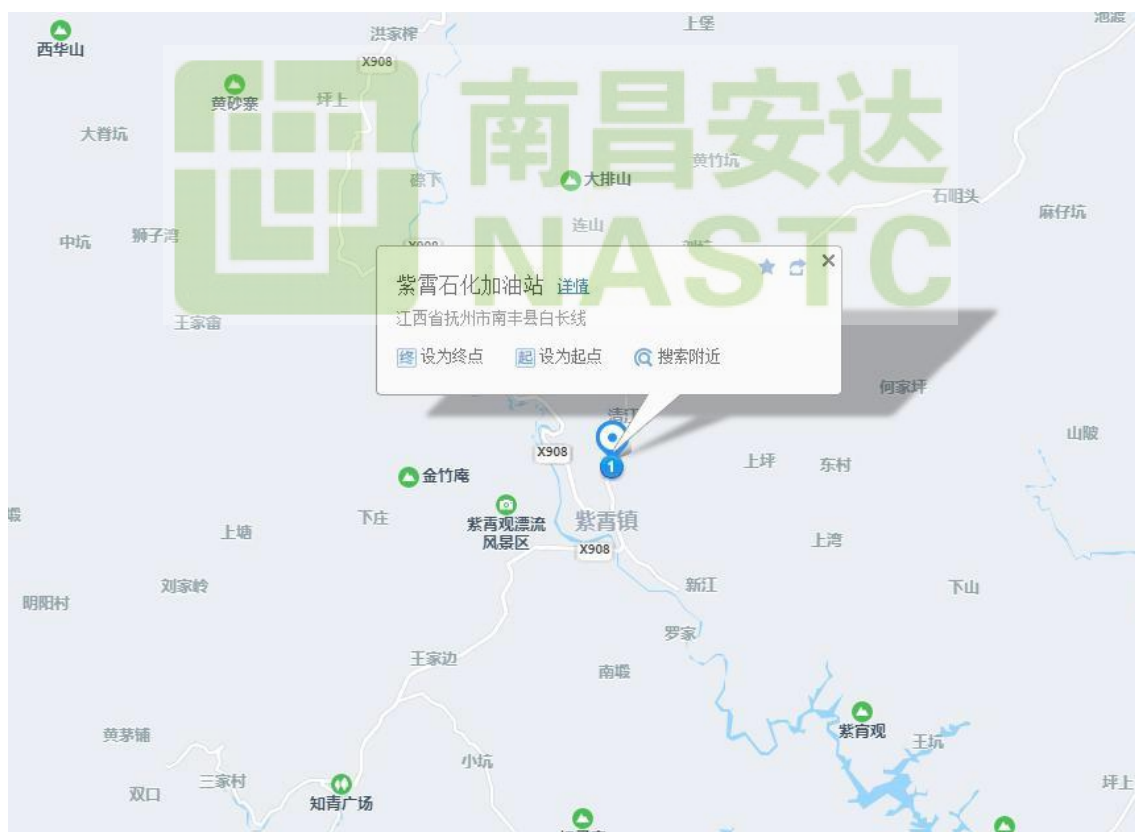 池渡
西华山
洪家榨
上堡
X908
黄砂寨
坪上
大脊坑
南昌安达
NASTC
黄竹坑
磜下
大排山
石咀头
麻仔坑
连山
中坑
狮子湾
紫霄石化加油站 详情
江西省抚州市南丰县白长线
终 设为终点 起 设为起点 搜索附近
王家畲
何家坪
山陂
X908
1
上坪
东村
金竹庵
紫霄观漂流
风景区
下庄
紫霄镇
上塘
上湾
X908
刘家岭
明阳村
新江
下山
罗家
王家边
南塅
紫宵观
王坑
黄茅铺
小坑
三家村
双口
知青广场
坪上